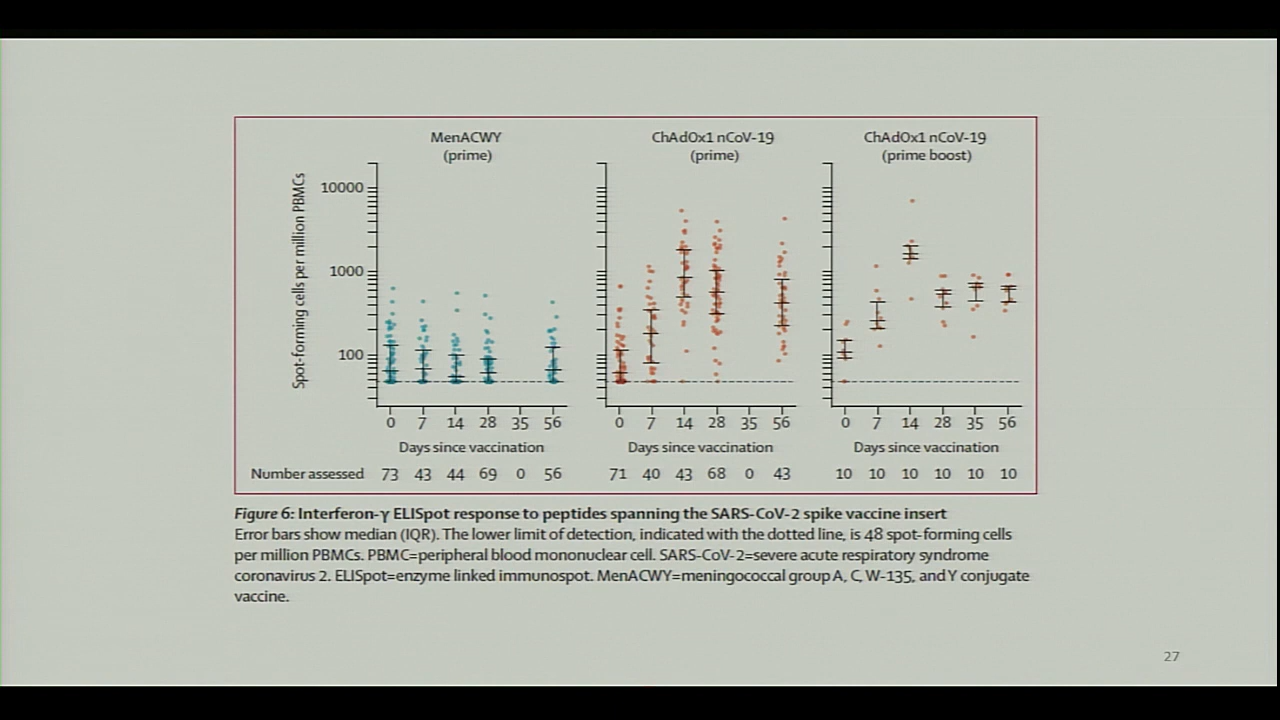 MenACWY
(prime)
ChAdOx1 nCoV-19
(prime)
ChAdOx1 nCoV-19
(prime boost)
Spot-forming cells per million PBMCs
10000
1000
100
0 7 14 28 35 56
0 7 14 28 35 56
0 7 14 28 35 56
Days since vaccination
Days since vaccination
Days since vaccination
Number assessed 73 43 44 69 0 56
71 40 43 68 0 43
10 10 10 10 10 10
Figure 6: Interferon-γ ELISpot response to peptides spanning the SARS-CoV-2 spike vaccine insert
Error bars show median (IQR). The lower limit of detection, indicated with the dotted line, is 48 spot-forming cells
per million PBMCs. PBMC=peripheral blood mononuclear cell. SARS-CoV-2=severe acute respiratory syndrome
coronavirus 2. ELISpot=enzyme linked immunospot. MenACWY=meningococcal group A, C, W-135, and Y conjugate
vaccine.
27